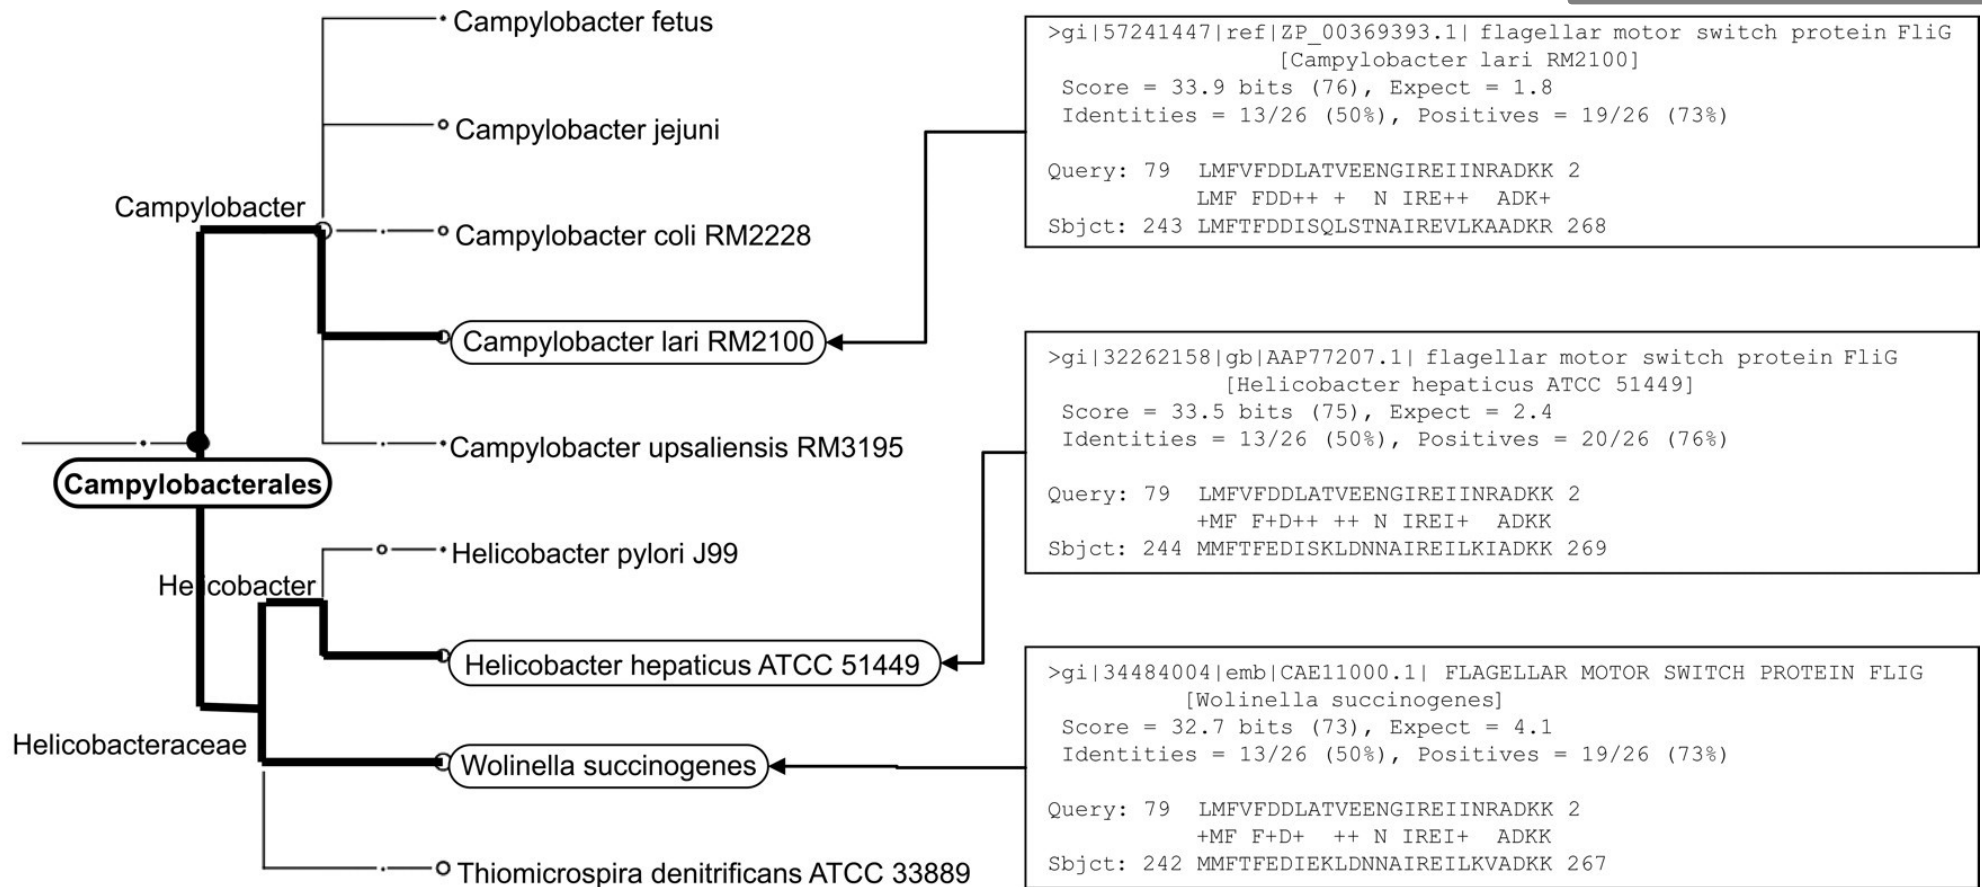 Campylobacter fetus
Campylobacter jejuni
Campylobacter
Campylobacter coli RM2228
Campylobacter lari RM2100
Campylobacter upsaliensis RM3195
Campylobacterales
Helicobacter pylori J99
Helicobacter
Helicobacter hepaticus ATCC 51449
Helicobacteraceae
Wolinella succinogenes
Thiomicrospira denitrificans ATCC 33889
>gi|57241447|ref|ZP_00369393.1| flagellar motor switch protein FliG
[Campylobacter lari RM2100]
Score = 33.9 bits (76), Expect = 1.8
Identities = 13/26 (50%), Positives = 19/26 (73%)
Query: 79 LMFVFDDLATVEENGIREIINRADKK 2
LMF FDD++ + N IRE++ ADK+
Sbjct: 243 LMFTFDDISQLSTNAIREVLKAADKR 268
>gi|32262158|gb|AAP77207.1| flagellar motor switch protein FliG
[Helicobacter hepaticus ATCC 51449]
Score = 33.5 bits (75), Expect = 2.4
Identities = 13/26 (50%), Positives = 20/26 (76%)
Query: 79 LMFVFDDLATVEENGIREIINRADKK 2
+MF F+D++ ++ N IREI+ ADKK
Sbjct: 244 MMFTFEDISKLDNNAIREILKIADKK 269
>gi|34484004|emb|CAE11000.1| FLAGELLAR MOTOR SWITCH PROTEIN FLIG
[Wolinella succinogenes]
Score = 32.7 bits (73), Expect = 4.1
Identities = 13/26 (50%), Positives = 19/26 (73%)
Query: 79 LMFVFDDLATVEENGIREIINRADKK 2
+MF F+D+ ++ N IREI+ ADKK
Sbjct: 242 MMFTFEDIEKLDNNAIREILKVADKK 267